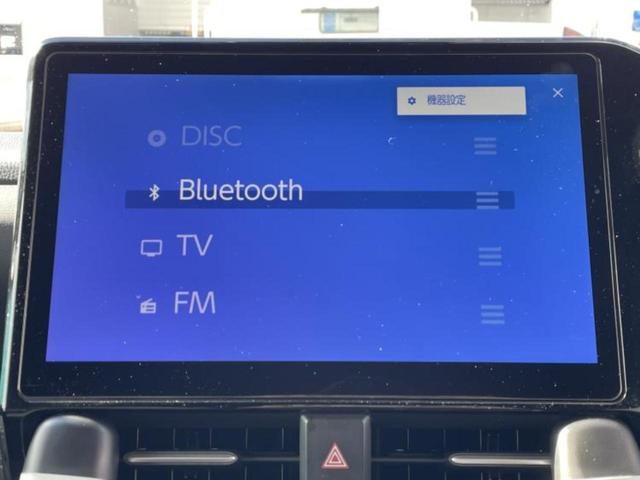 機器設定
DISC
Bluetooth
TV
FM